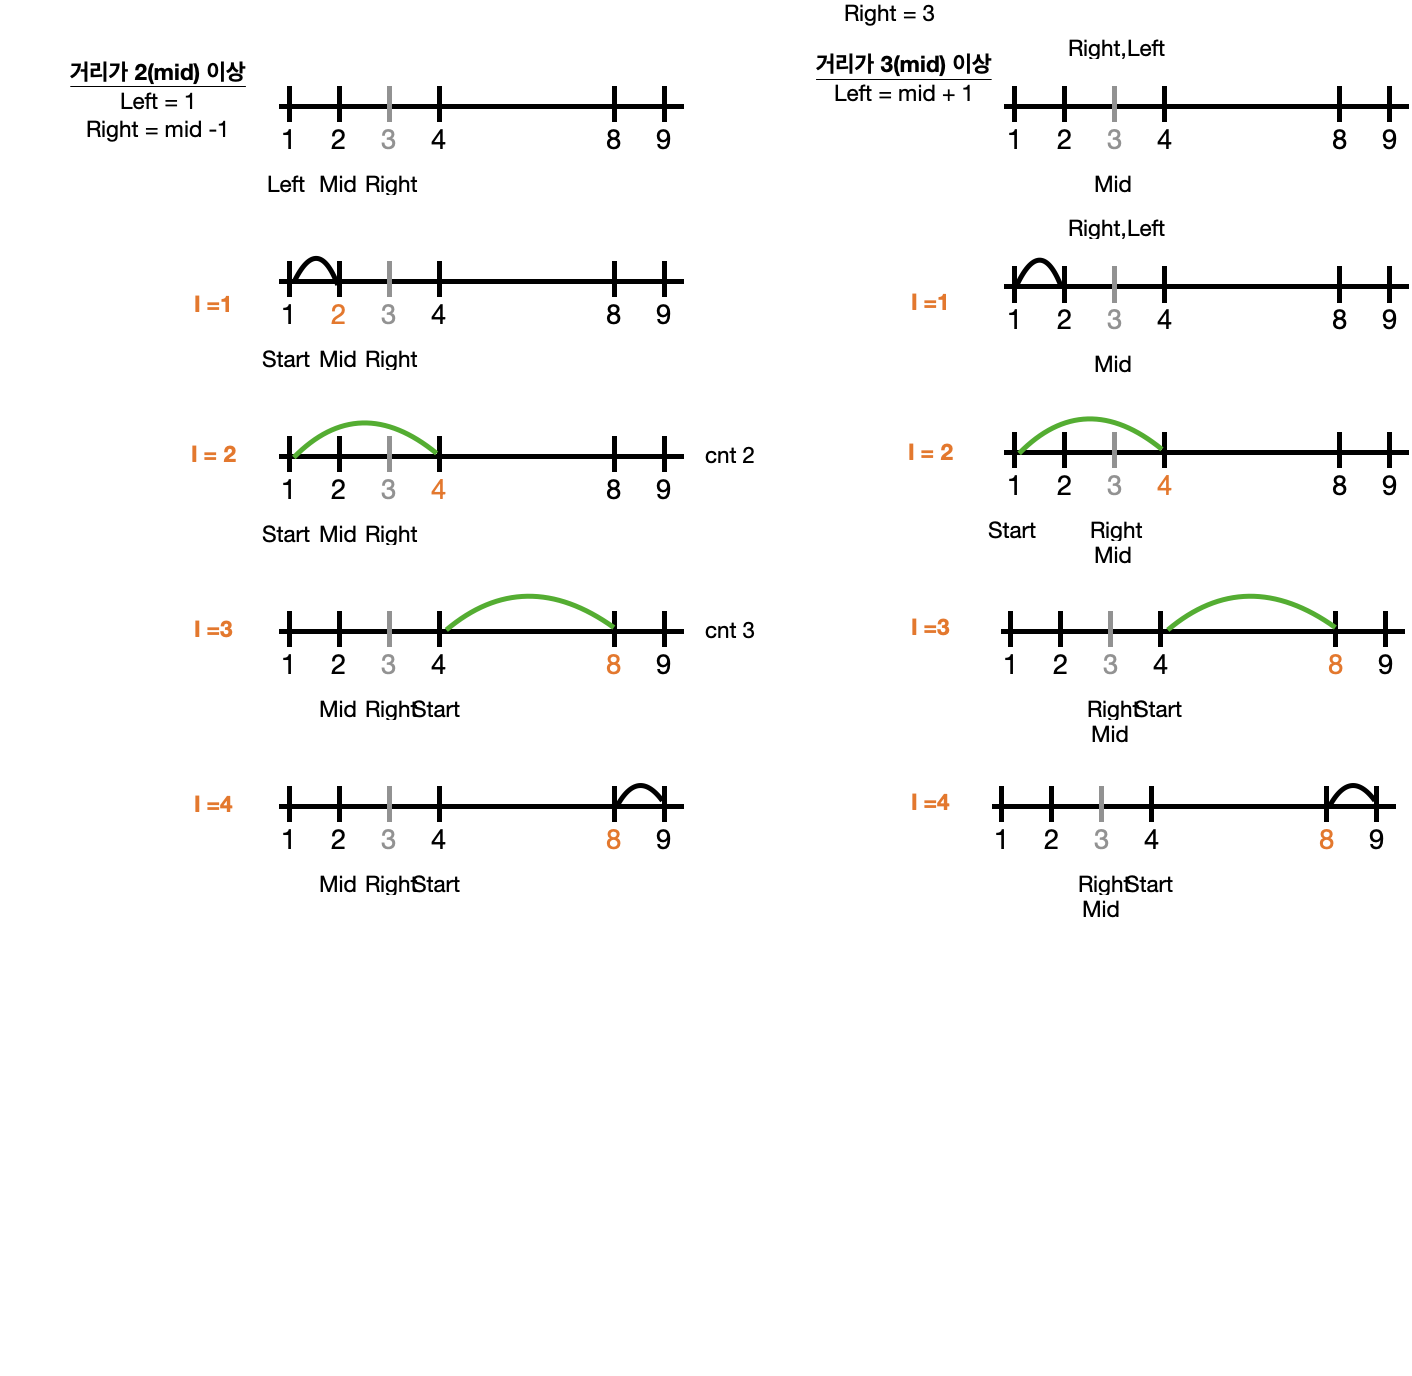 거리가 2(mid) 이상
Left = 1
Right = mid -1
1 2 3 4 8 9
Left Mid Right
I =1
1 2 3 4 8 9
Start Mid Right
I = 2
1 2 3 4 8 9
cnt 2
Start Mid Right
I =3
1 2 3 4 8 9
cnt 3
Mid Right Start
I =4
1 2 3 4 8 9
Mid Right Start
Right = 3
거리가 3(mid) 이상
Left = mid + 1
Right,Left
1 2 3 4 8 9
Mid
Right,Left
I =1
1 2 3 4 8 9
Mid
I = 2
1 2 3 4 8 9
Start Right
Mid
I =3
1 2 3 4 8 9
Right Start
Mid
I =4
1 2 3 4 8 9
Right Start
Mid